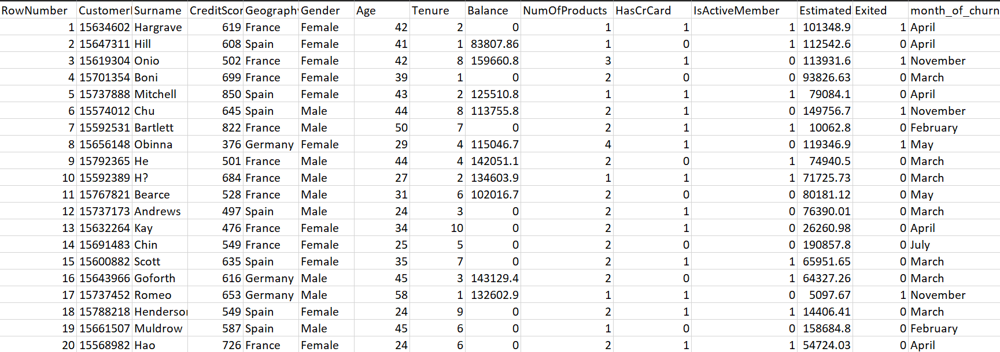 RowNumber CustomerI Surname CreditScor Geography Gender Age Tenure Balance NumOfProducts HasCrCard IsActiveMember Estimated Exited month_of_churn
1 15634602 Hargrave 619 France Female 42 2 0 1 1 1 101348.9 1 April
2 15647311 Hill 608 Spain Female 41 1 83807.86 1 0 1 112542.6 0 April
3 15619304 Onio 502 France Female 42 8 159660.8 3 1 0 113931.6 1 November
4 15701354 Boni 699 France Female 39 1 0 2 0 0 93826.63 0 March
5 15737888 Mitchell 850 Spain Female 43 2 125510.8 1 1 1 79084.1 0 April
6 15574012 Chu 645 Spain Male 44 8 113755.8 2 1 0 149756.7 1 November
7 15592531 Bartlett 822 France Male 50 7 0 2 1 1 10062.8 0 February
8 15656148 Obinna 376 Germany Female 29 4 115046.7 4 1 0 119346.9 1 May
9 15792365 He 501 France Male 44 4 142051.1 2 0 1 74940.5 0 March
10 15592389 H? 684 France Male 27 2 134603.9 1 1 1 71725.73 0 March
11 15767821 Bearce 528 France Male 31 6 102016.7 2 0 0 80181.12 0 May
12 15737173 Andrews 497 Spain Male 24 3 0 2 1 0 76390.01 0 March
13 15632264 Kay 476 France Female 34 10 0 2 1 0 26260.98 0 April
14 15691483 Chin 549 France Female 25 5 0 2 0 0 190857.8 0 July
15 15600882 Scott 635 Spain Female 35 7 0 2 1 1 65951.65 0 March
16 15643966 Goforth 616 Germany Male 45 3 143129.4 2 0 1 64327.26 0 March
17 15737452 Romeo 653 Germany Male 58 1 132602.9 1 1 0 5097.67 1 November
18 15788218 Henderson 549 Spain Female 24 9 0 2 1 1 14406.41 0 March
19 15661507 Muldrow 587 Spain Male 45 6 0 1 0 0 158684.8 0 February
20 15568982 Hao 726 France Female 24 6 0 2 1 1 54724.03 0 April